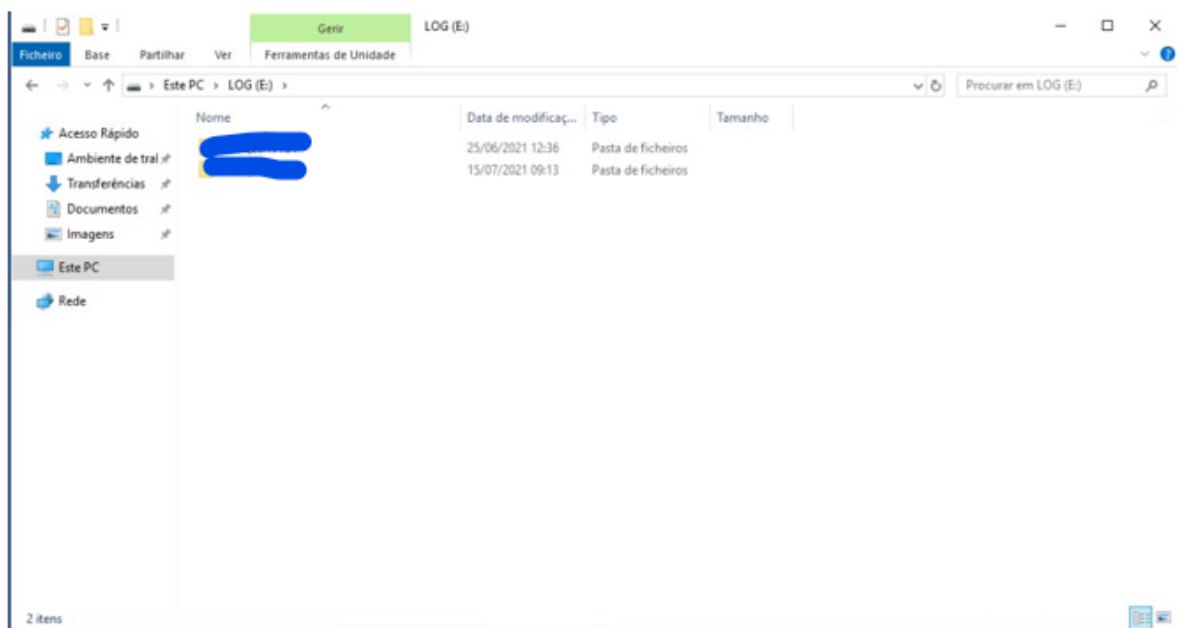 Gerir LOG (E:)
Ficheiro Base Partilhar Ver Ferramentas de Unidade
Este PC > LOG (E:) > Procurar em LOG (E:)
Nome Data de modificaç... Tipo Tamanho
25/06/2021 12:36 Pasta de ficheiros
15/07/2021 09:13 Pasta de ficheiros
Acesso Rápido
Ambiente de tral
Transferências
Documentos
Imagens
Este PC
Rede
2 itens